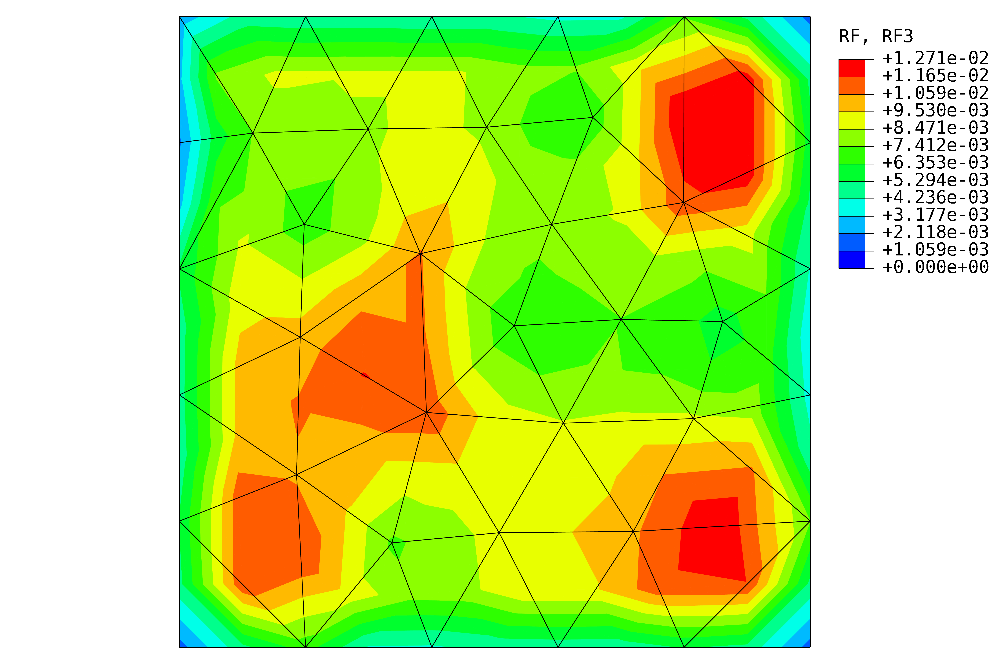 RF, RF3
+1.271e-02
+1.165e-02
+1.059e-02
+9.530e-03
+8.471e-03
+7.412e-03
+6.353e-03
+5.294e-03
+4.236e-03
+3.177e-03
+2.118e-03
+1.059e-03
+0.000e+00